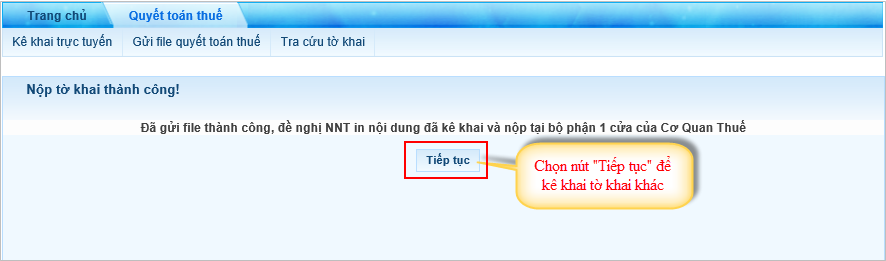 Trang chủ Quyết toán thuế
Kê khai trực tuyến Gửi file quyết toán thuế Tra cứu tờ khai
Nộp tờ khai thành công!
Đã gửi file thành công, đề nghị NNT in nội dung đã kê khai và nộp tại bộ phận 1 cửa của Cơ Quan Thuế
Tiếp tục
Chọn nút "Tiếp tục" để
kê khai tờ khai khác